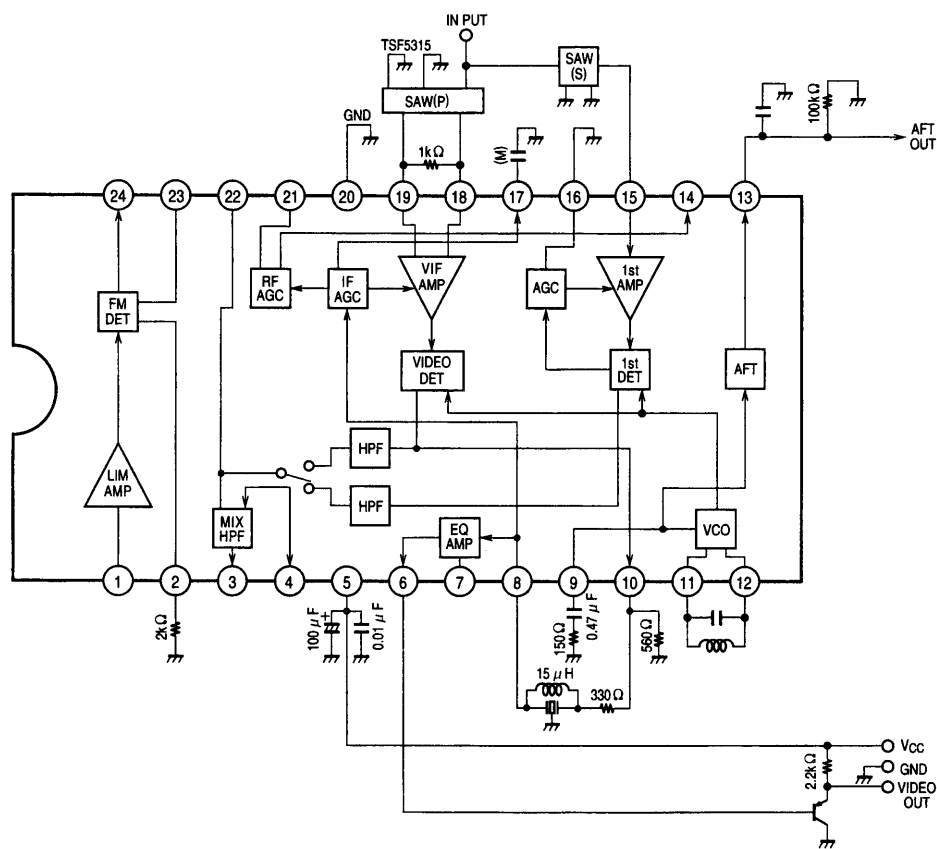 IN PUT
TSF5315
SAW
(S)
SAW(P)
GND
1kΩ
(M)
100kΩ
AFT
OUT
24
23
22
21
20
19
18
17
16
15
14
13
RF
AGC
IF
AGC
VIF
AMP
AGC
1st
AMP
FM
DET
VIDEO
DET
1st
DET
AFT
HPF
LIM
AMP
HPF
MIX
HPF
EQ
AMP
VCO
1
2
3
4
5
6
7
8
9
10
11
12
2kΩ
100μF
+
0.01μF
150Ω
0.47μF
560Ω
15μH
330Ω
VCC
2.2kΩ
GND
VIDEO
OUT